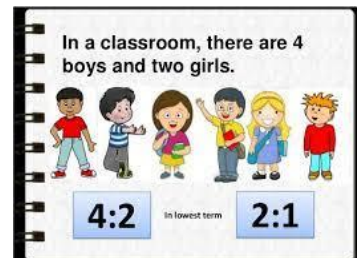 In a classroom, there are 4
boys and two girls.
4:2 In lowest term 2:1